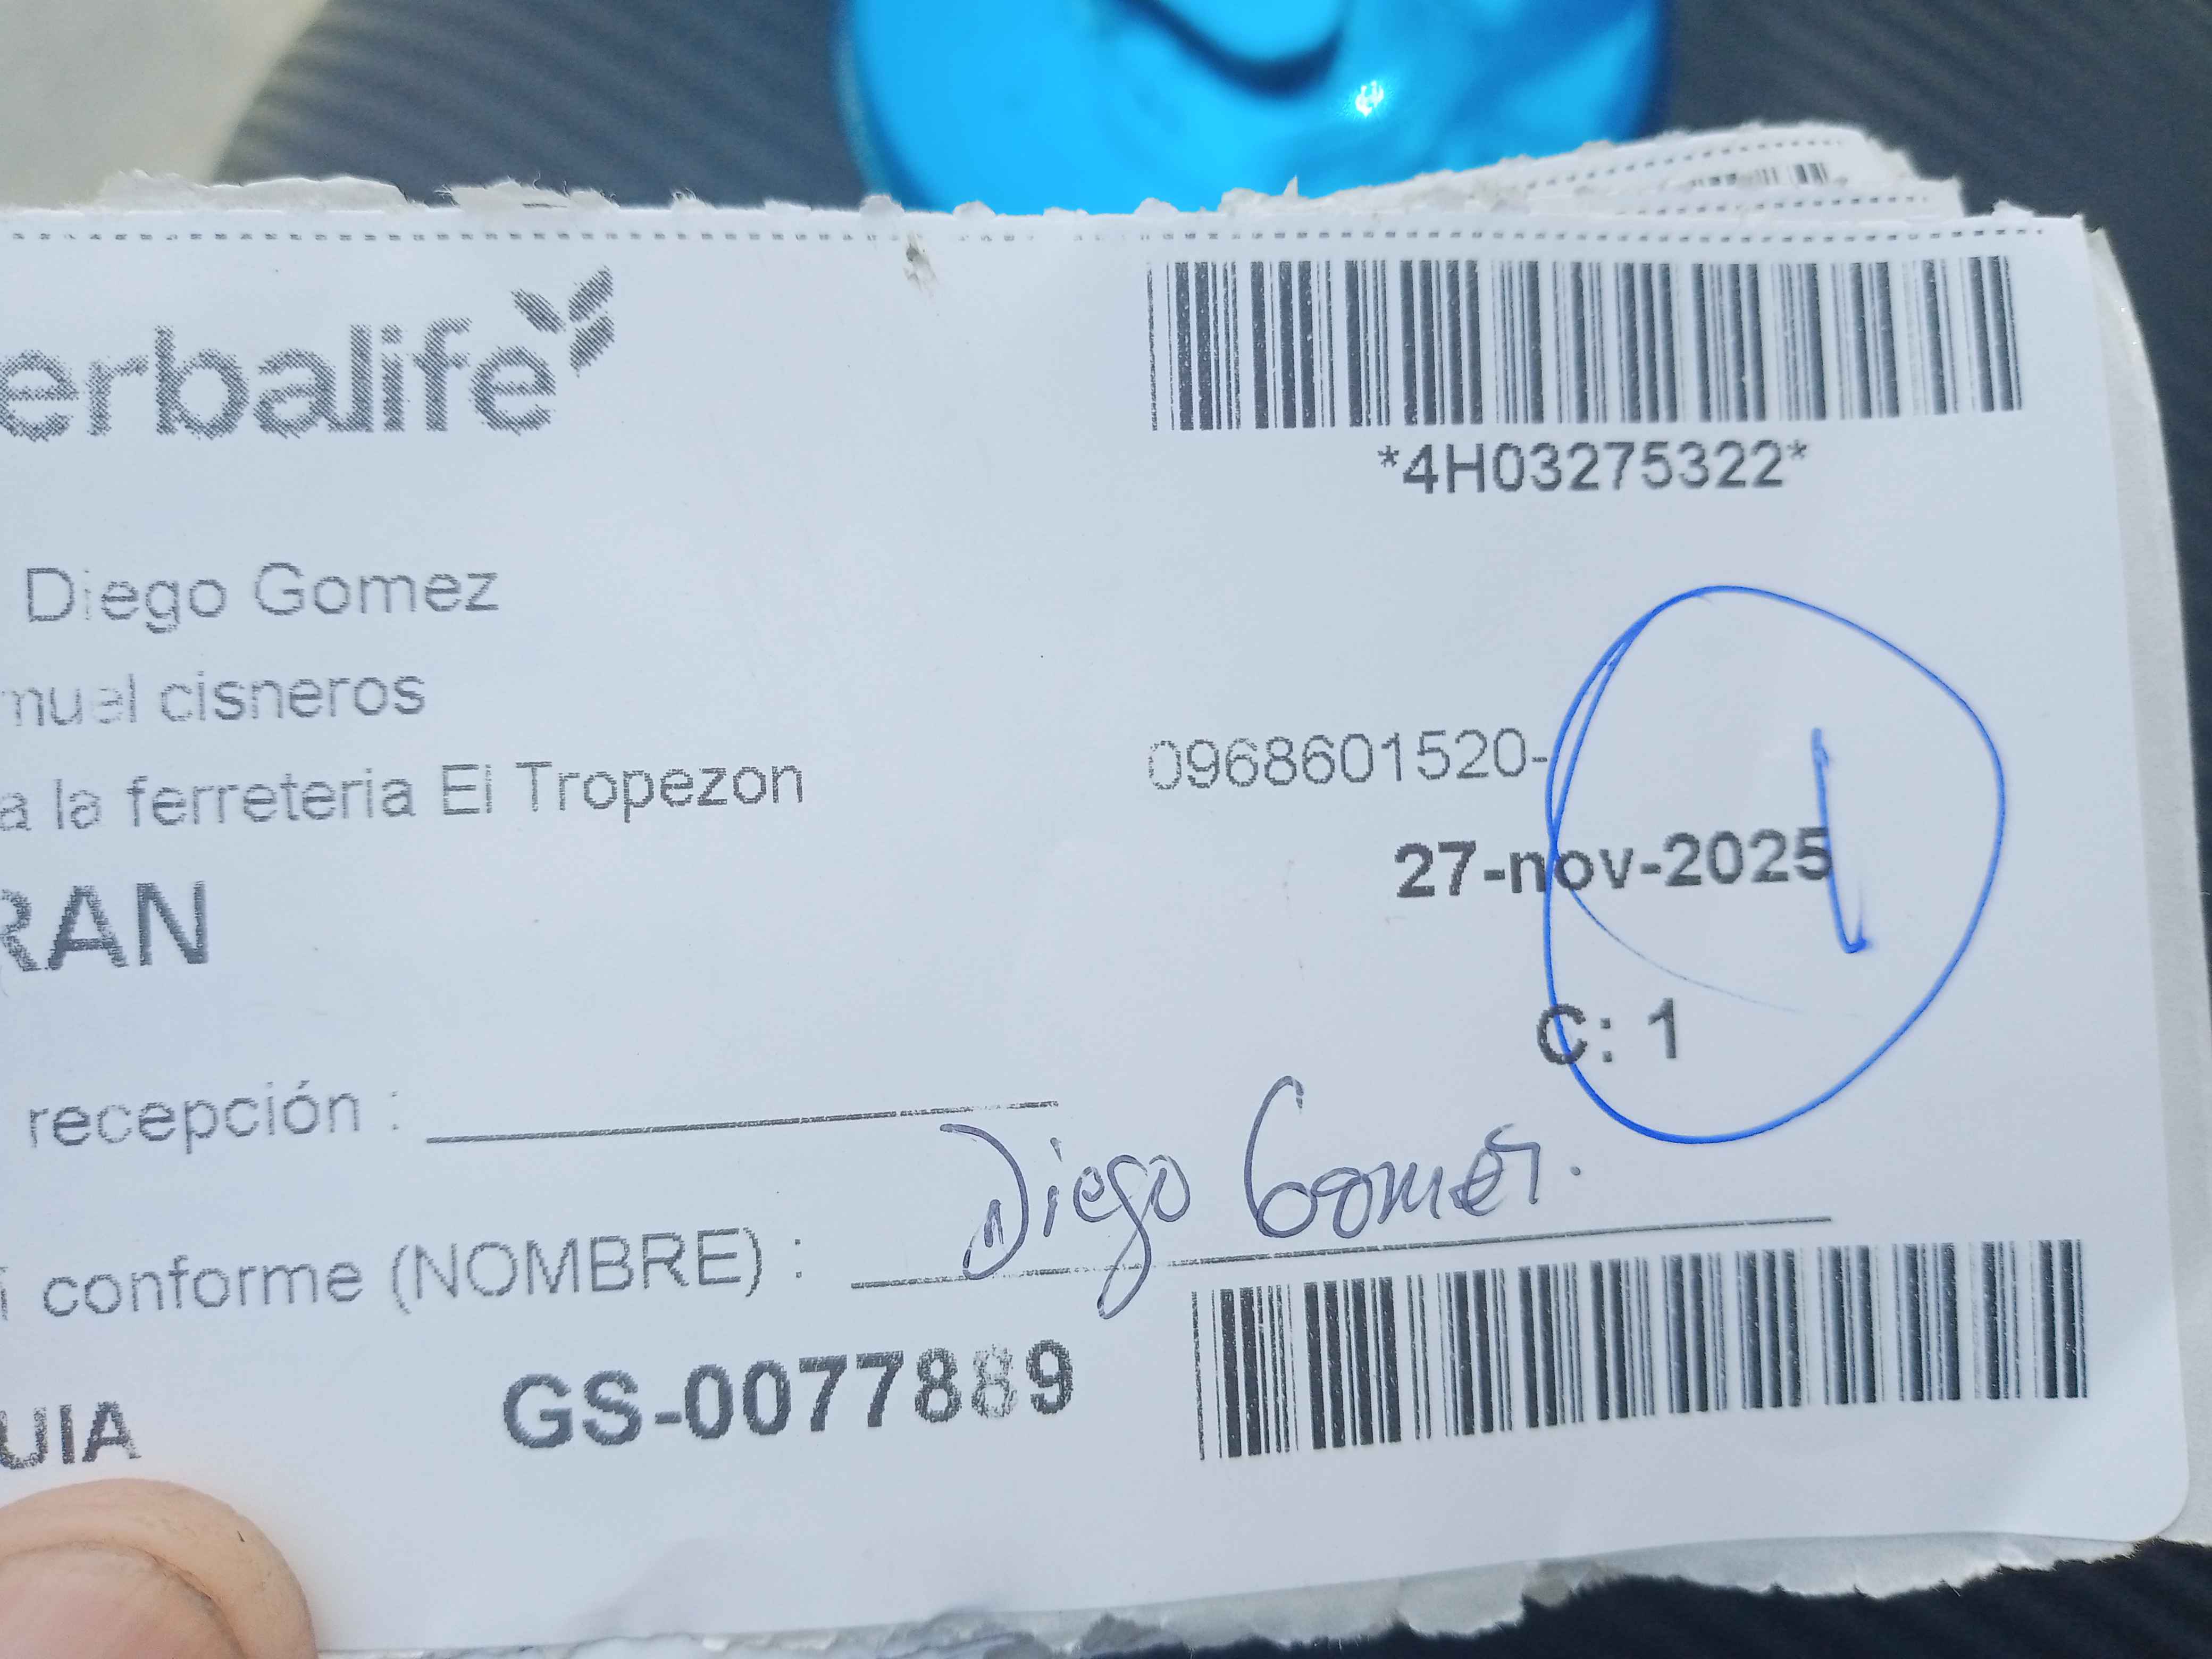 erbalife
*4H03275322*
Diego Gomez
muel cisneros
a la ferreteria El Tropezon
0968601520-
27-nov-2025
1
RAN
C: 1
recepción :
conforme (NOMBRE) : Diego Gomez.
UIA GS-0077889